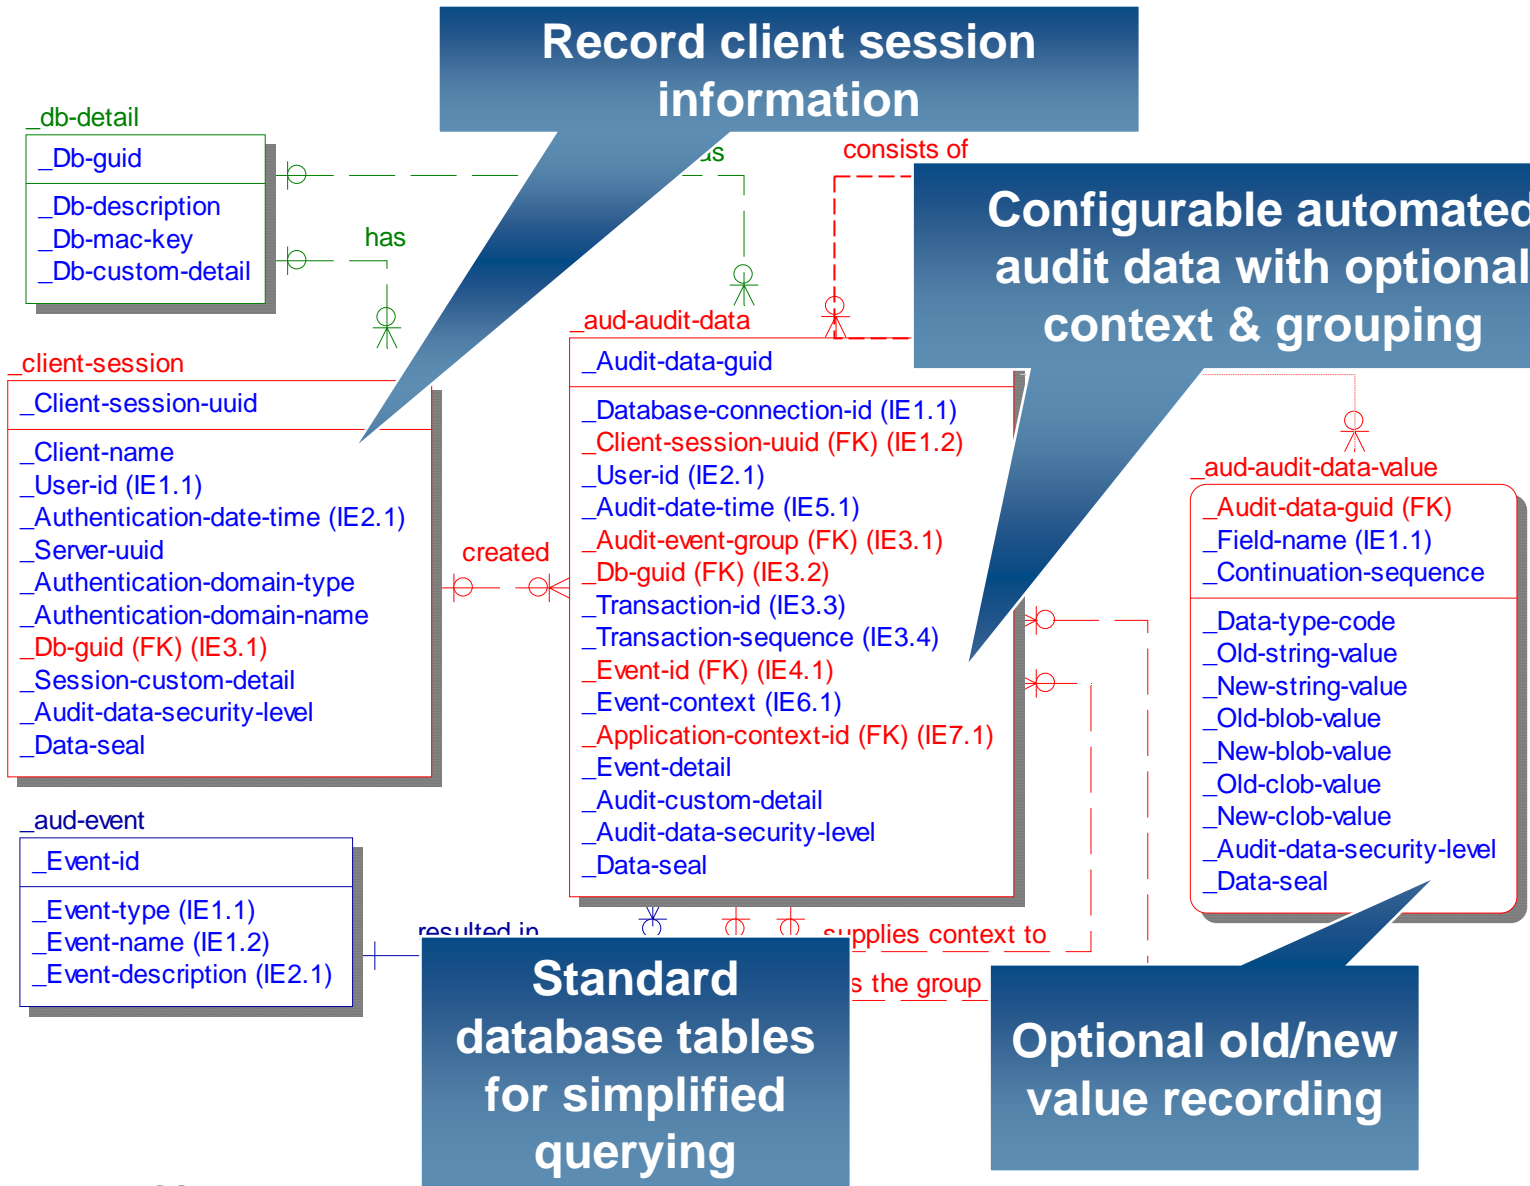 Record client session
information
_db-detail
_Db-guid
_Db-description
_Db-mac-key
_Db-custom-detail
has
consists of
Configurable automated
audit data with optional
context & grouping
_client-session
_Client-session-uuid
_Client-name
_User-id (IE1.1)
_Authentication-date-time (IE2.1)
_Server-uuid
_Authentication-domain-type
_Authentication-domain-name
_Db-guid (FK) (IE3.1)
_Session-custom-detail
_Audit-data-security-level
_Data-seal
created
_aud-audit-data
_Audit-data-guid
_Database-connection-id (IE1.1)
_Client-session-uuid (FK) (IE1.2)
_User-id (IE2.1)
_Audit-date-time (IE5.1)
_Audit-event-group (FK) (IE3.1)
_Db-guid (FK) (IE3.2)
_Transaction-id (IE3.3)
_Transaction-sequence (IE3.4)
_Event-id (FK) (IE4.1)
_Event-context (IE6.1)
_Application-context-id (FK) (IE7.1)
_Event-detail
_Audit-custom-detail
_Audit-data-security-level
_Data-seal
_aud-audit-data-value
_Audit-data-guid (FK)
_Field-name (IE1.1)
_Continuation-sequence
_Data-type-code
_Old-string-value
_New-string-value
_Old-blob-value
_New-blob-value
_Old-clob-value
_New-clob-value
_Audit-data-security-level
_Data-seal
_aud-event
_Event-id
_Event-type (IE1.1)
_Event-name (IE1.2)
_Event-description (IE2.1)
resulted in
supplies context to
s the group
Standard
database tables
for simplified
querying
Optional old/new
value recording